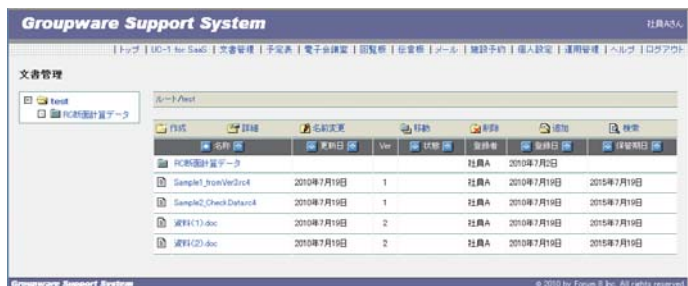 Groupware Support System
社員Aさん
| トップ | UC-1 for SaaS | 文書管理 | 予定表 | 電子会議室 | 回覧板 | 伝言板 | メール | 施設予約 | 個人設定 | 運用管理 | ヘルプ | ログアウト
文書管理
test
RC断面計算データ
ルート/test
作成 詳細 名前変更 移動 削除 追加 検索
名称 更新日 Ver 状態 登録者 登録日 保管期日
RC断面計算データ 社員A 2010年7月2日
Sample1_fromVer3.rc4 2010年7月19日 1 社員A 2010年7月19日 2015年7月19日
Sample2_CheckData.rc4 2010年7月19日 1 社員A 2010年7月19日 2015年7月19日
資料(1).doc 2010年7月19日 2 社員A 2010年7月19日 2015年7月19日
資料(2).doc 2010年7月19日 2 社員A 2010年7月19日 2015年7月19日
Groupware Support System
© 2010 by Forum 8 Inc. All rights reserved